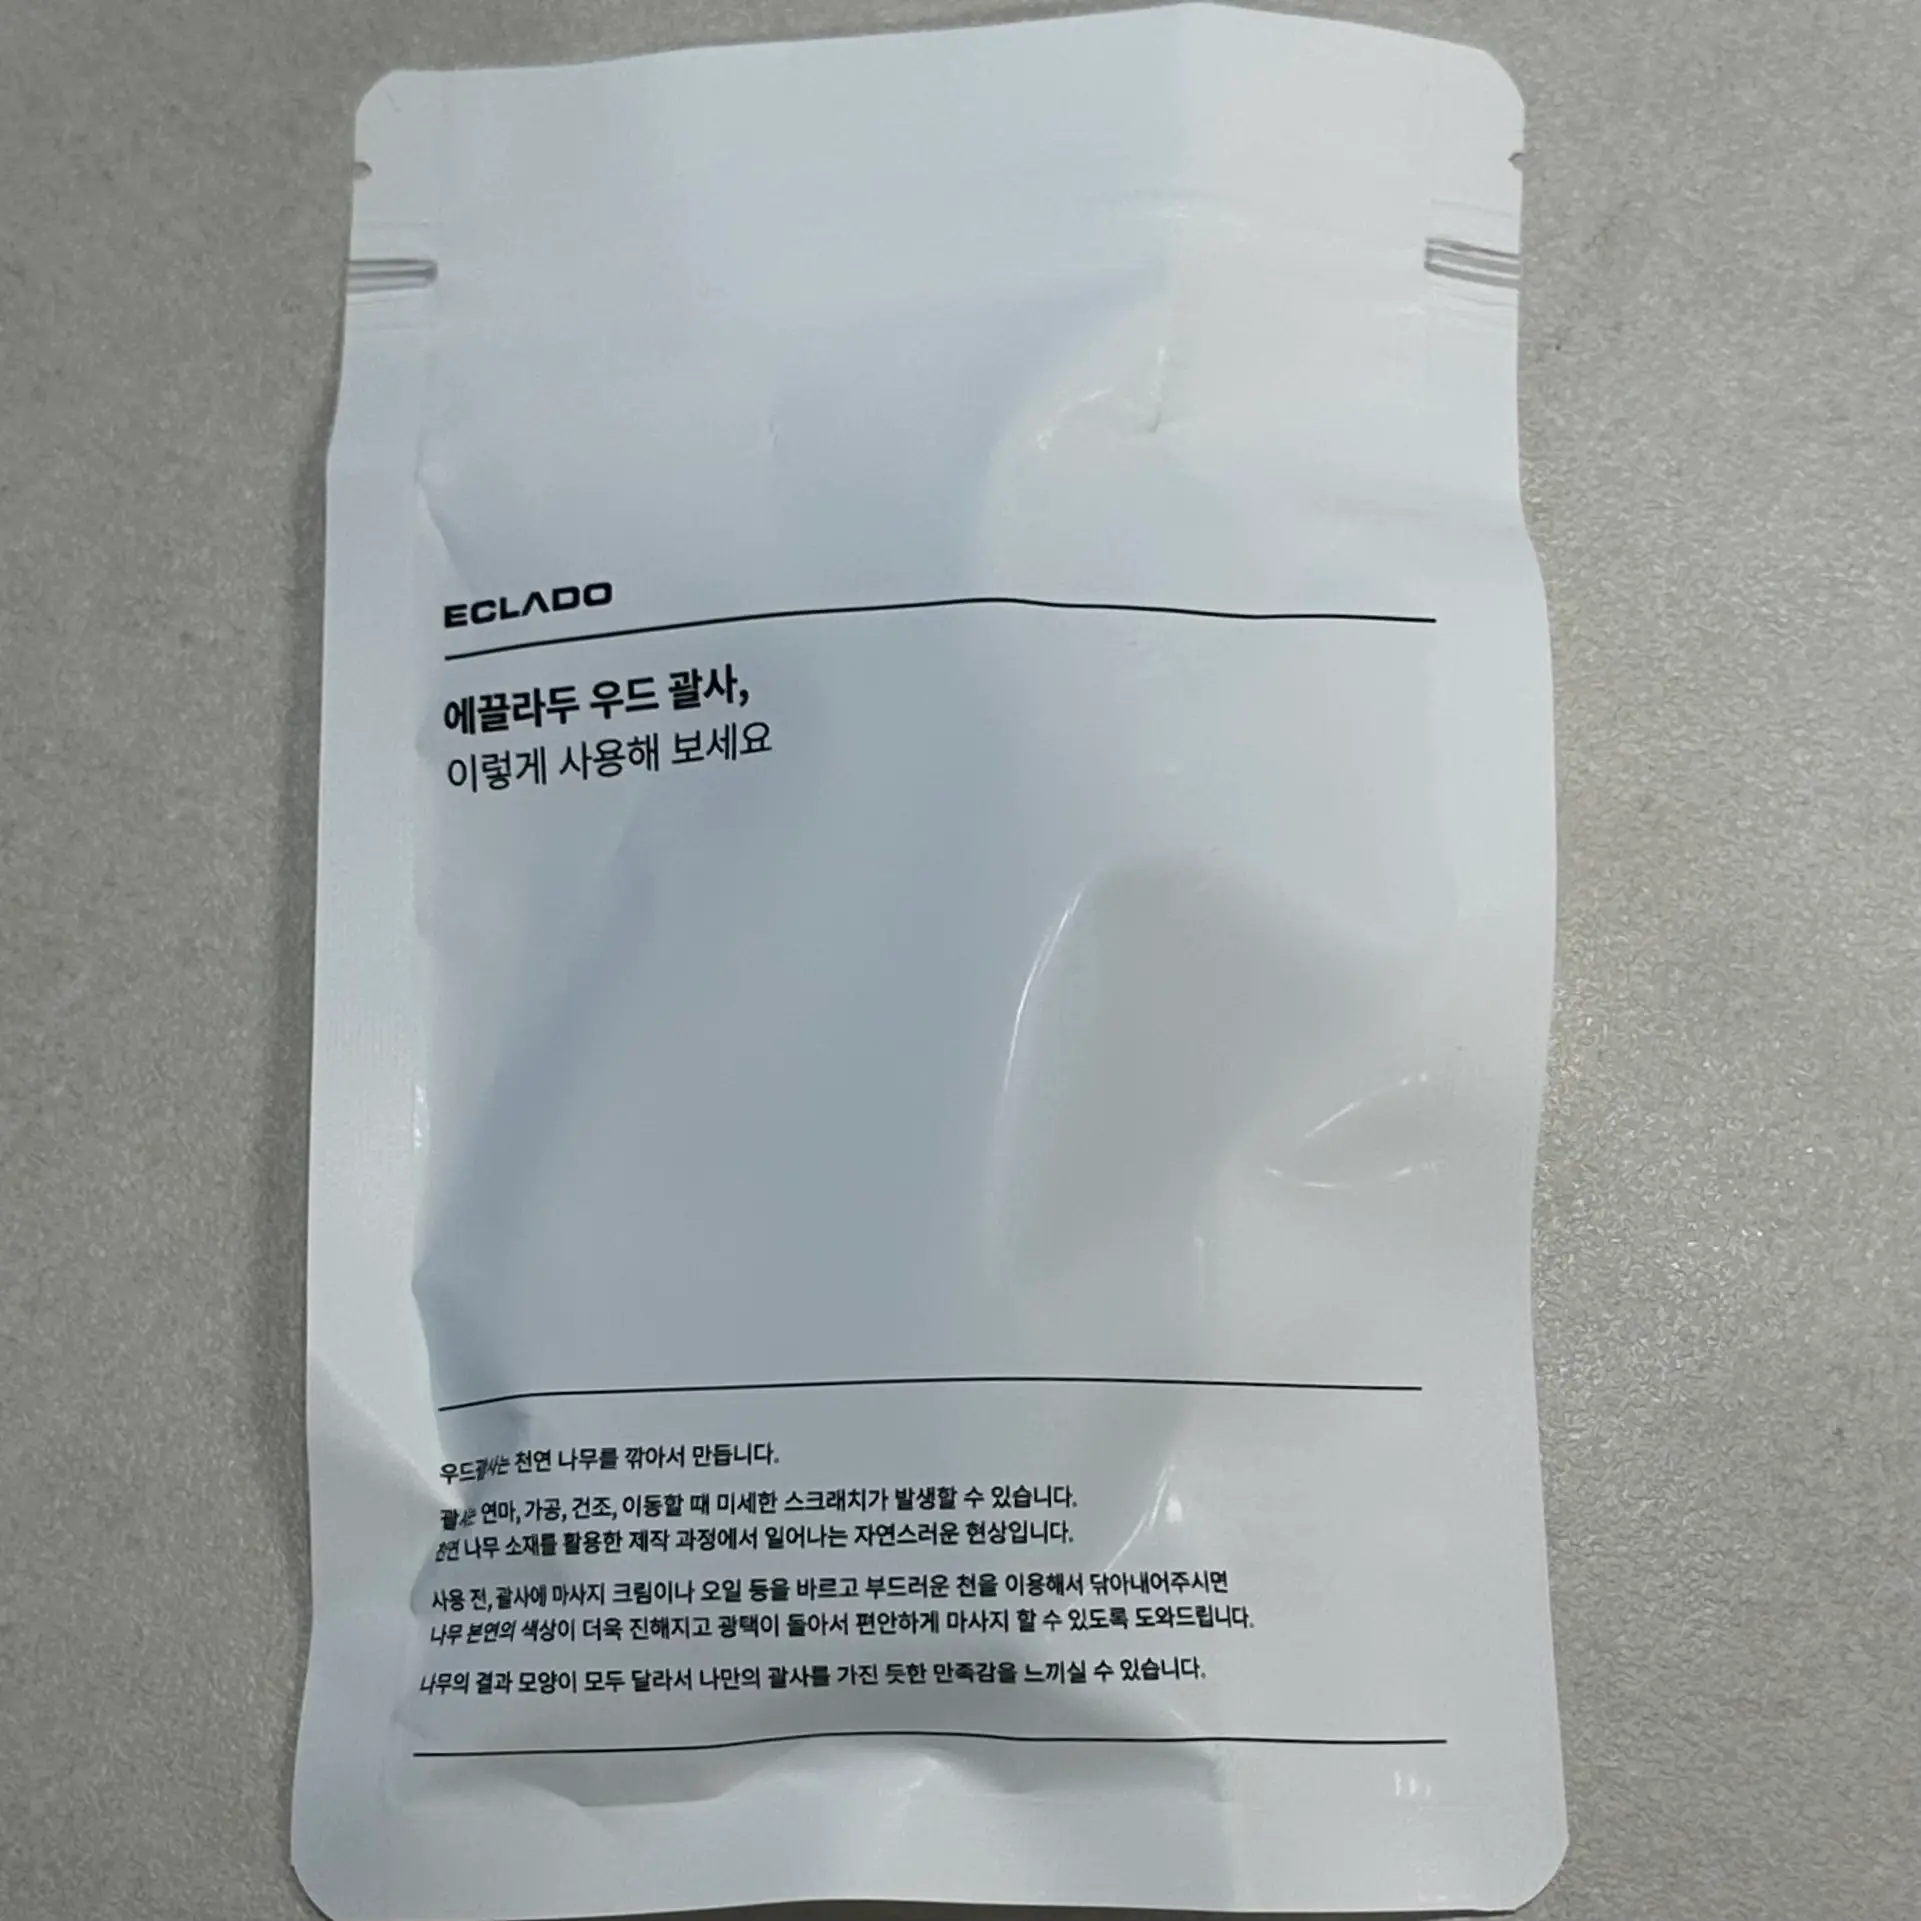 ECLADO
에끌라두 우드 괄사,
이렇게 사용해 보세요
우드괄사는 천연 나무를 깎아서 만듭니다.
괄사는 연마, 가공, 건조, 이동할 때 미세한 스크래치가 발생할 수 있습니다.
천연 나무 소재를 활용한 제작 과정에서 일어나는 자연스러운 현상입니다.
사용 전, 괄사에 마사지 크림이나 오일 등을 바르고 부드러운 천을 이용해서 닦아내어주시면
나무 본연의 색상이 더욱 진해지고 광택이 돌아서 편안하게 마사지 할 수 있도록 도와드립니다.
나무의 결과 모양이 모두 달라서 나만의 괄사를 가진 듯한 만족감을 느끼실 수 있습니다.